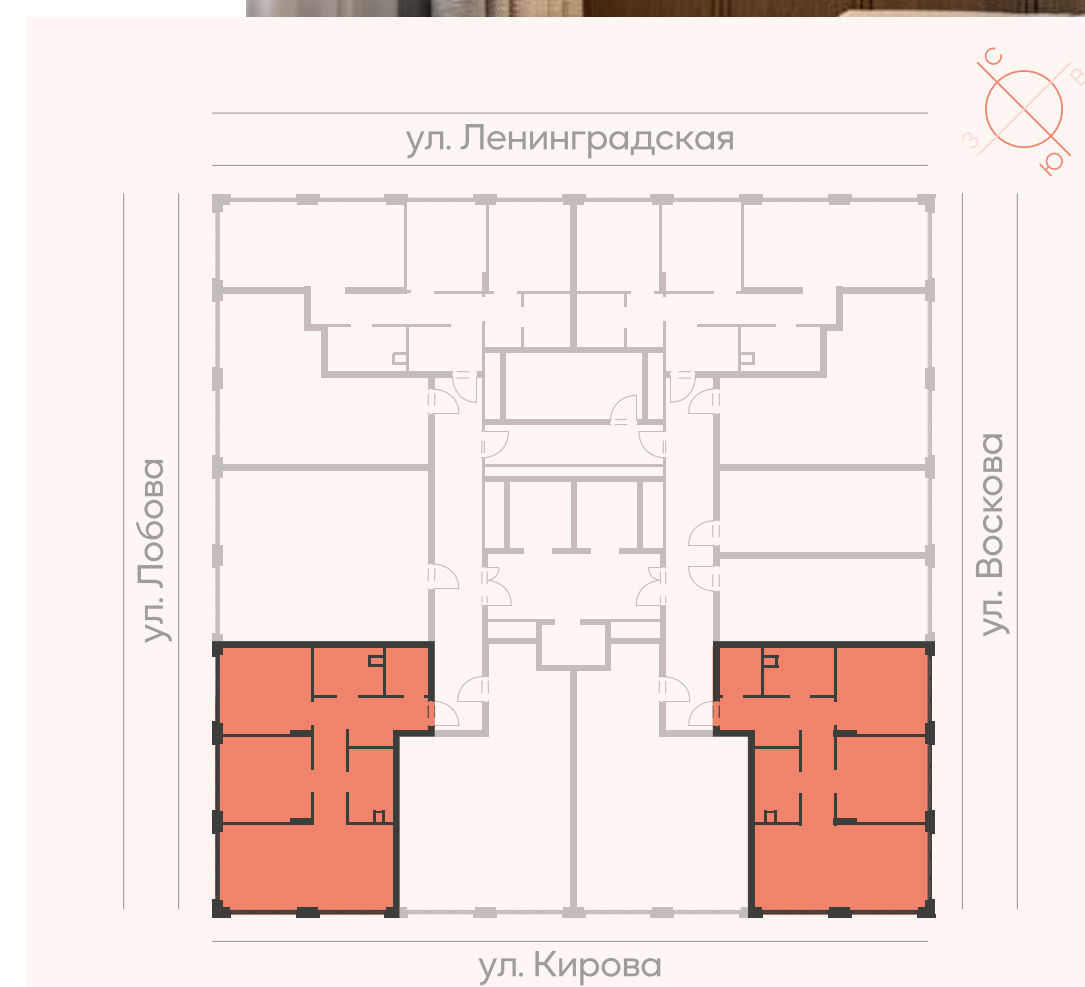 С
В
З
Ю
ул. Ленинградская
ул. Лобова
ул. Воскова
ул. Кирова